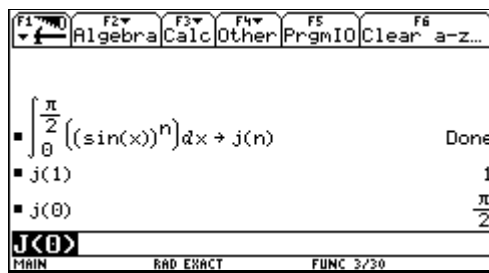 F1 F2 F3 F4 F5 F6
Algebra Calc Other PrgmIO Clear a-z…
∫₀^(π/2) ((sin(x))ⁿ)dx → j(n) Done
j(1) 1
j(0) π/2
J(0)
MAIN RAD EXACT FUNC 3/30